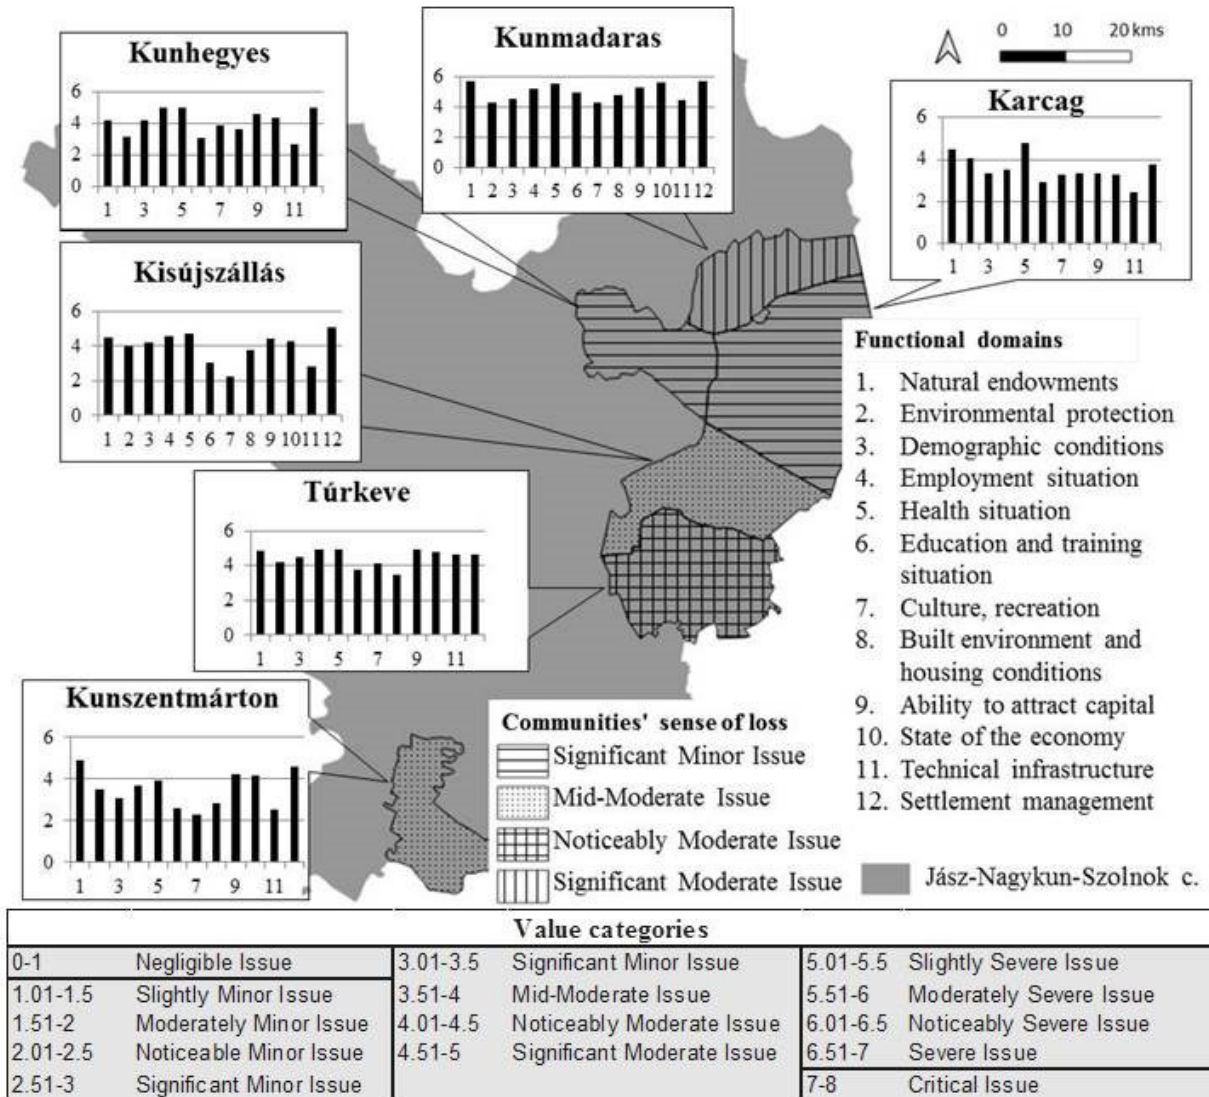 Kunhegyes
6
4
2
0
1 3 5 7 9 11
Kunmadaras
6
4
2
0
1 2 3 4 5 6 7 8 9 10 11 12
0 10 20 kms
Karcag
6
4
2
0
1 3 5 7 9 11
Kisújszállás
6
4
2
0
1 2 3 4 5 6 7 8 9 10 11 12
Túrkeve
6
4
2
0
1 3 5 7 9 11
Kunszentmárton
6
4
2
0
1 3 5 7 9 11
Functional domains
1. Natural endowments
2. Environmental protection
3. Demographic conditions
4. Employment situation
5. Health situation
6. Education and training
situation
7. Culture, recreation
8. Built environment and
housing conditions
9. Ability to attract capital
10. State of the economy
11. Technical infrastructure
12. Settlement management
Communities' sense of loss
Significant Minor Issue
Mid-Moderate Issue
Noticeably Moderate Issue
Significant Moderate Issue
Jász-Nagykun-Szolnok c.
Value categories
0-1 Negligible Issue
1.01-1.5 Slightly Minor Issue
1.51-2 Moderately Minor Issue
2.01-2.5 Noticeable Minor Issue
2.51-3 Significant Minor Issue
3.01-3.5 Significant Minor Issue
3.51-4 Mid-Moderate Issue
4.01-4.5 Noticeably Moderate Issue
4.51-5 Significant Moderate Issue
5.01-5.5 Slightly Severe Issue
5.51-6 Moderately Severe Issue
6.01-6.5 Noticeably Severe Issue
6.51-7 Severe Issue
7-8 Critical Issue